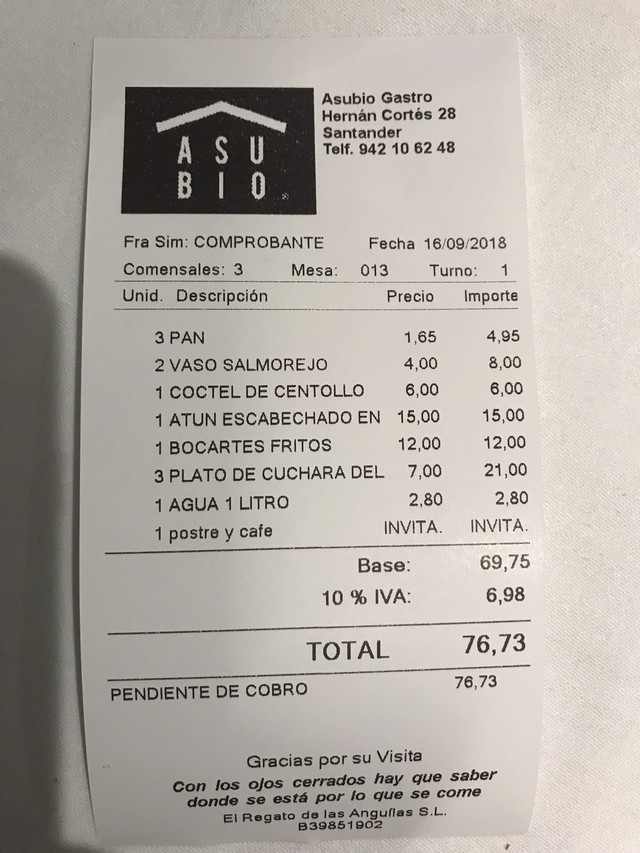 ASU
BIO
Asubio Gastro
Hernán Cortés 28
Santander
Telf. 942 10 62 48
Fra Sim: COMPROBANTE Fecha 16/09/2018
Comensales: 3 Mesa: 013 Turno: 1
Unid. Descripción Precio Importe
3 PAN 1,65 4,95
2 VASO SALMOREJO 4,00 8,00
1 COCTEL DE CENTOLLO 6,00 6,00
1 ATUN ESCABECHADO EN 15,00 15,00
1 BOCARTES FRITOS 12,00 12,00
3 PLATO DE CUCHARA DEL 7,00 21,00
1 AGUA 1 LITRO 2,80 2,80
1 postre y cafe INVITA. INVITA.
Base: 69,75
10 % IVA: 6,98
TOTAL 76,73
PENDIENTE DE COBRO 76,73
Gracias por su Visita
Con los ojos cerrados hay que saber
donde se está por lo que se come
El Regato de las Anguilas S.L.
B39851902